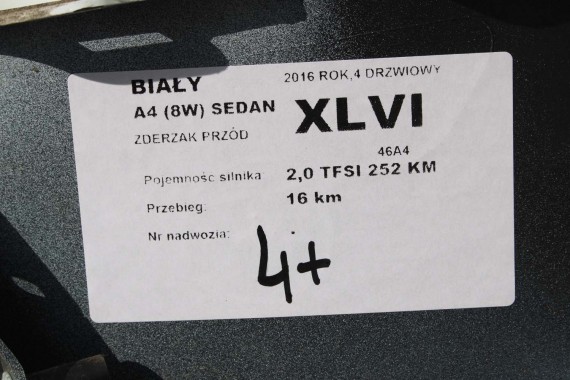 BIAŁY 2016 ROK,4 DRZWIOWY
A4 (8W) SEDAN XLVI
ZDERZAK PRZÓD
46A4
Pojemność silnika: 2,0 TFSI 252 KM
Przebieg: 16 km
Nr nadwozia:
4+